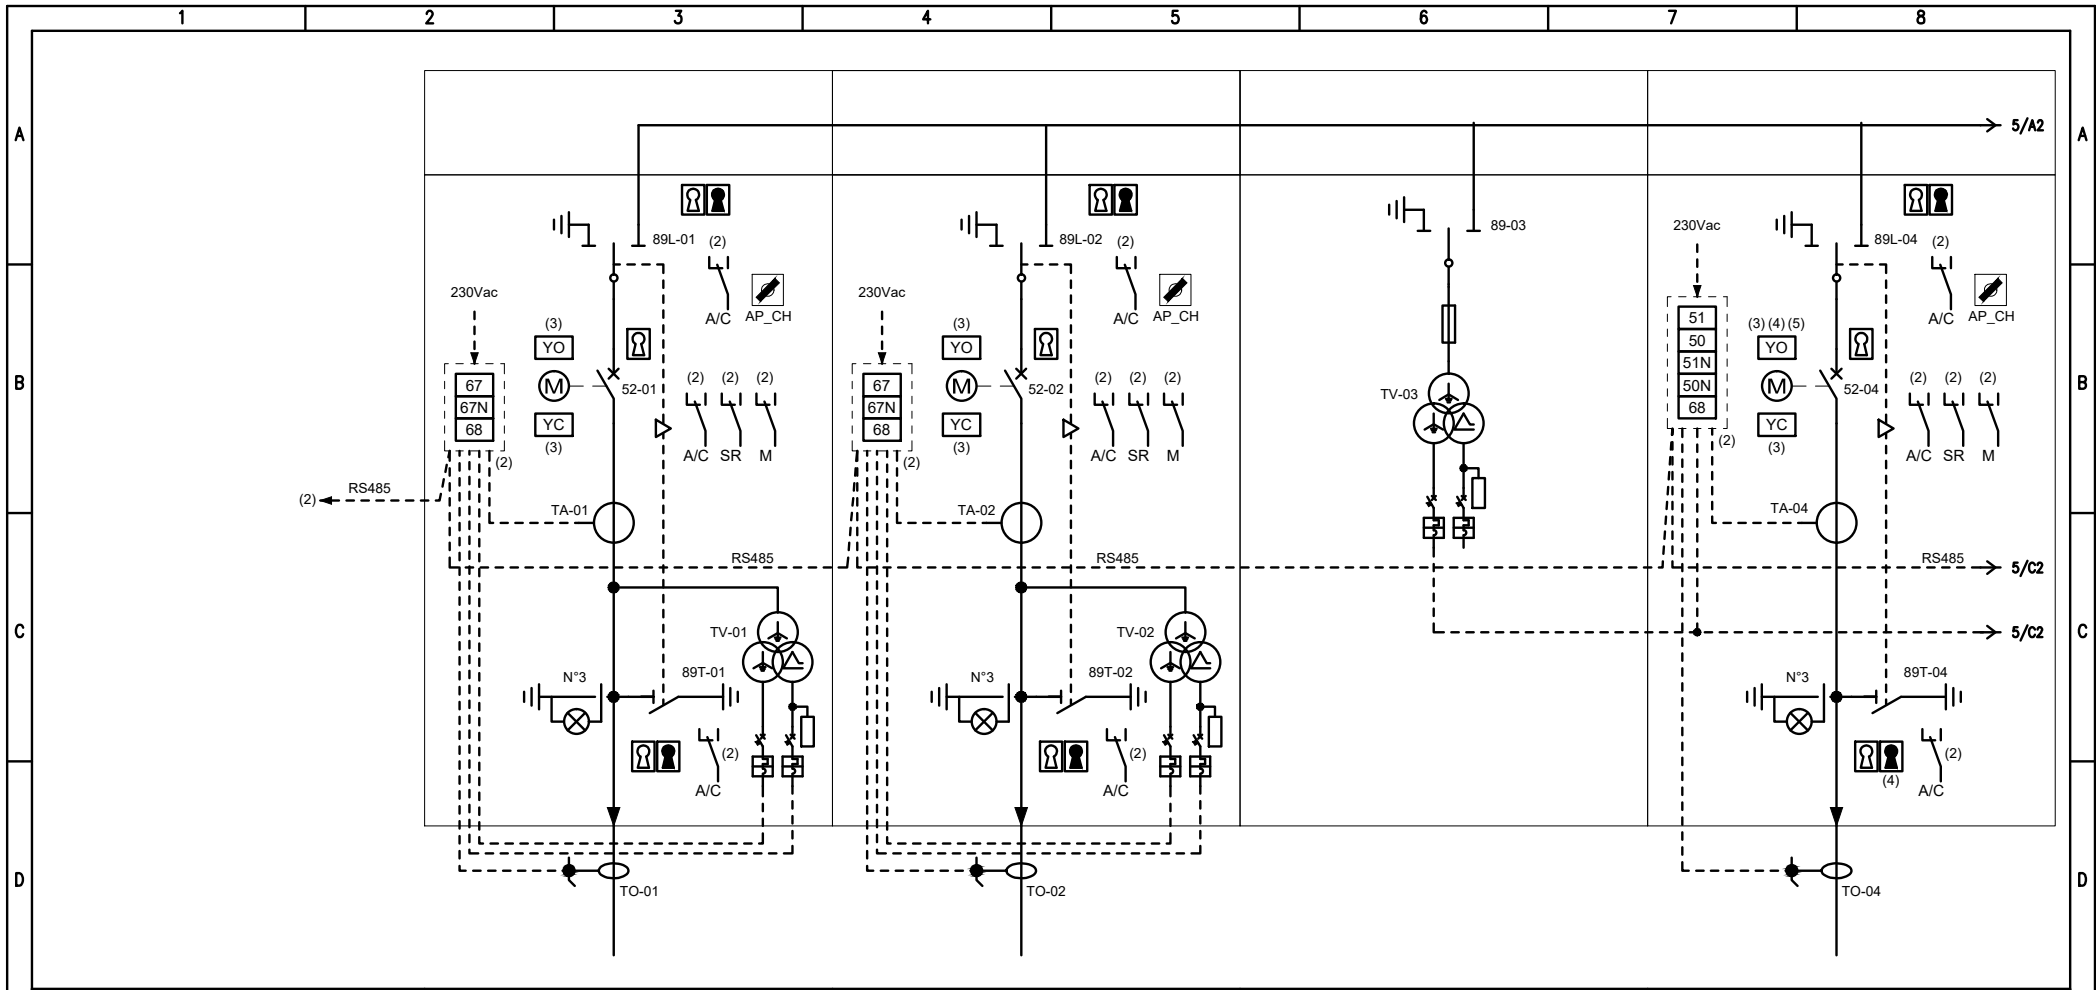 1 2 3 4 5 6 7 8
A 5/A2 A
89L-01 (2) 89L-02 (2) 89-03 230Vac 89L-04 (2)
230Vac A/C AP_CH 230Vac A/C AP_CH A/C AP_CH
(3) (3) 51 (3) (4) (5)
YO YO 50 YO
B 67 M 52-01 (2) (2) (2) 67 M 52-02 (2) (2) (2) TV-03 51N M 52-04 (2) (2) (2) B
67N 67N 50N
68 YC 68 YC 68 YC
(2) (3) A/C SR M (2) (3) A/C SR M (2) (3) A/C SR M
(2) RS485
TA-01 TA-02 TA-04
RS485 RS485 RS485 5/C2
C TV-01 TV-02 5/C2 C
N°3 89T-01 N°3 89T-02 N°3 89T-04
(2) (2) (2)
A/C A/C (4) A/C
D TO-01 TO-02 TO-04 D